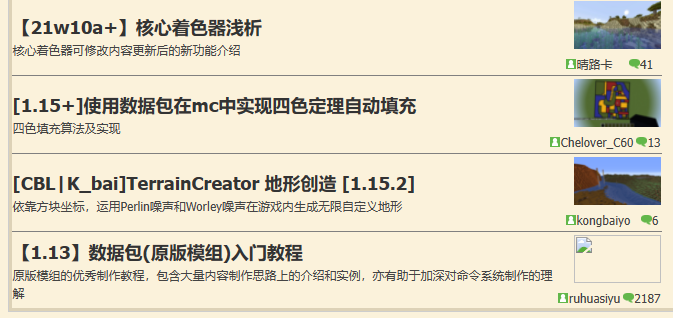 【21w10a+】核心着色器浅析
核心着色器可修改内容更新后的新功能介绍
晴路卡 41
[1.15+]使用数据包在mc中实现四色定理自动填充
四色填充算法及实现
Chelover_C60 13
[CBL|K_bai]TerrainCreator 地形创造 [1.15.2]
依靠方块坐标，运用Perlin噪声和Worley噪声在游戏内生成无限自定义地形
kongbaiyo 6
【1.13】数据包(原版模组)入门教程
原版模组的优秀制作教程，包含大量内容制作思路上的介绍和实例，亦有助于加深对命令系统制作的理
解
ruhuasiyu 2187